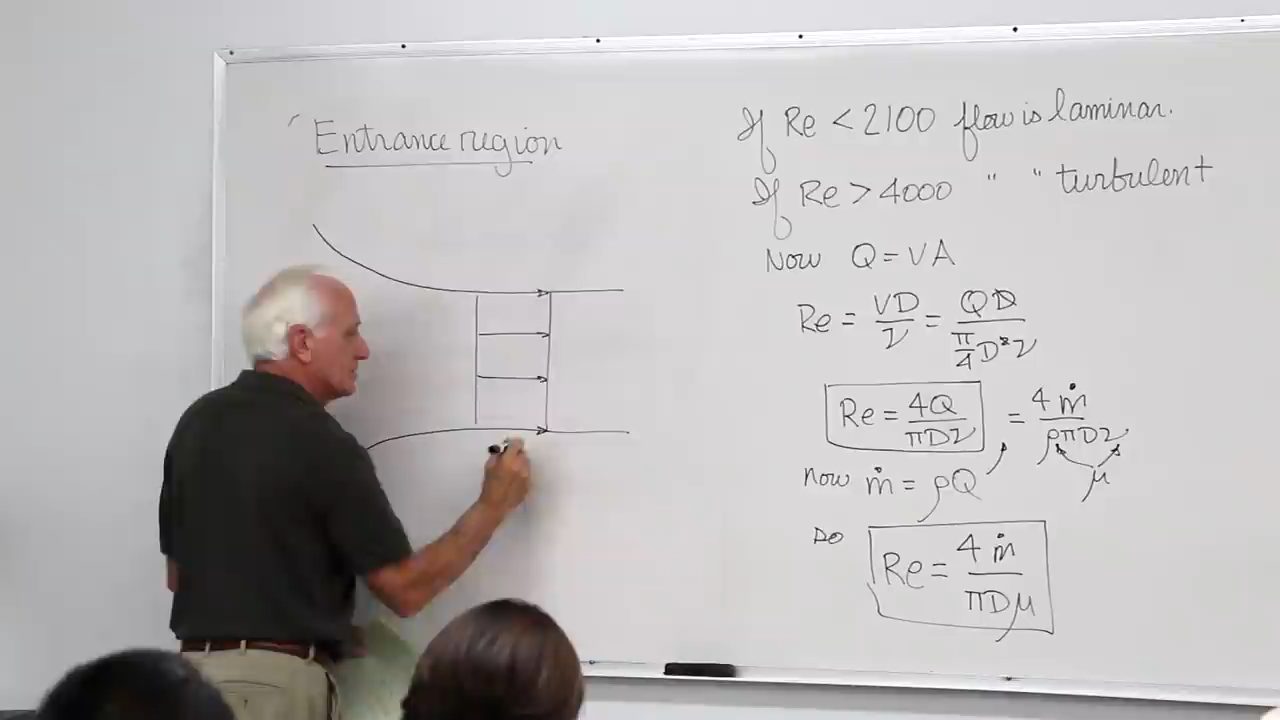 Entrance region
If Re < 2100 flow is laminar.
If Re > 4000 " " turbulent
Now Q = VA
Re = VD/ν = QD/(π/4 D²ν)
Re = 4Q/πDν = 4ṁ/ρπDν
μ
now ṁ = ρQ
so Re = 4ṁ/πDμ